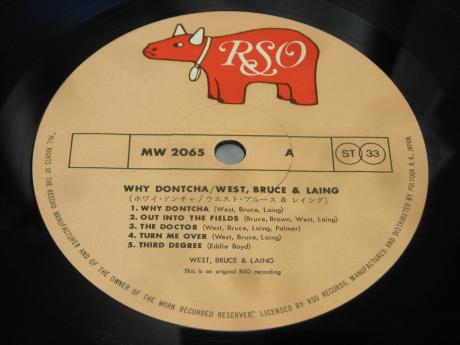 RSO
MW 2065
A
ST 33
WHY DONTCHA/WEST, BRUCE & LAING
(ホワイ・ドンチャ/ウエスト・ブルース & レイング)
1. WHY DONTCHA (West, Bruce, Laing)
2. OUT INTO THE FIELDS (Bruce, Brown, West, Laing)
3. THE DOCTOR (West, Bruce, Laing, Palmer)
4. TURN ME OVER (West, Bruce, Laing)
5. THIRD DEGREE (Eddie Boyd)
WEST, BRUCE & LAING
This is an original RSO recording
"ALL RIGHTS OF THE RECORD MANUFACTURER AND OF THE OWNER OF THE WORK RECORDED RESERVED", LICENSED BY RSO RECORDS, MANUFACTURED AND DISTRIBUTED BY POLYDOR K.K., JAPAN